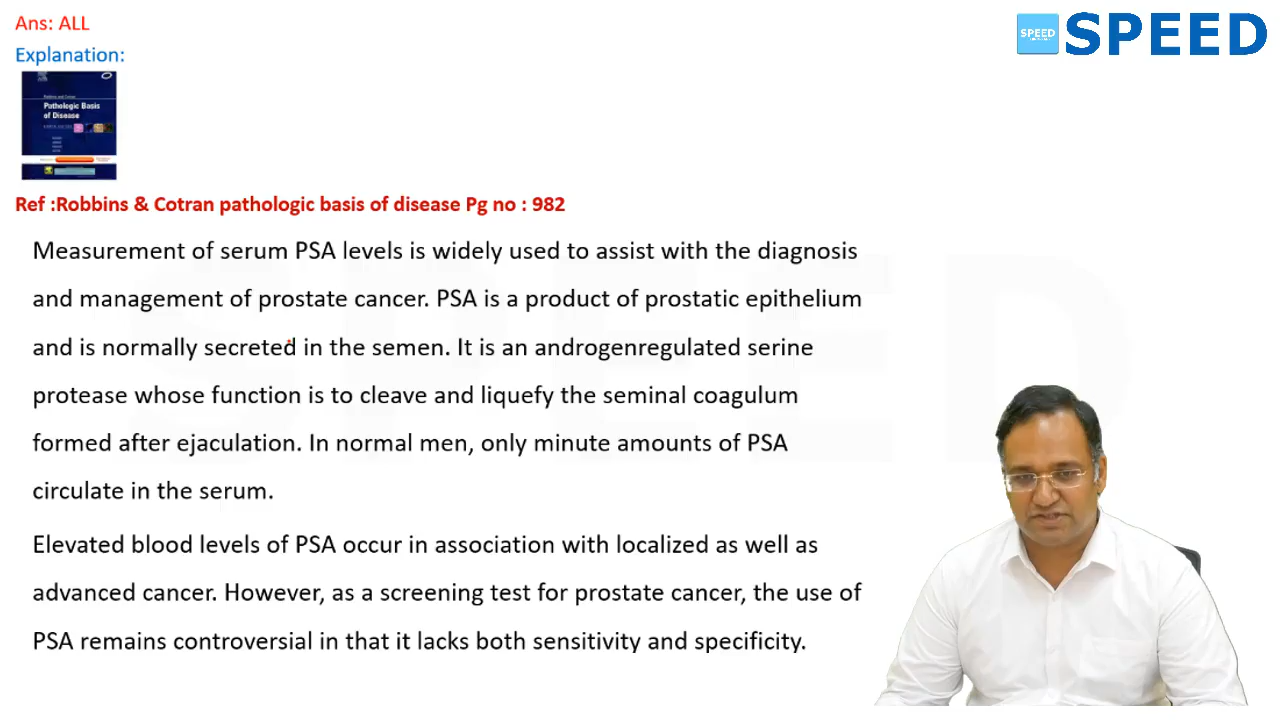 Ans: ALL
SPEED
SPEED
Explanation:
Pathologic Basis
of Disease
Ref :Robbins & Cotran pathologic basis of disease Pg no : 982
Measurement of serum PSA levels is widely used to assist with the diagnosis
and management of prostate cancer. PSA is a product of prostatic epithelium
and is normally secreted in the semen. It is an androgenregulated serine
protease whose function is to cleave and liquefy the seminal coagulum
formed after ejaculation. In normal men, only minute amounts of PSA
circulate in the serum.
Elevated blood levels of PSA occur in association with localized as well as
advanced cancer. However, as a screening test for prostate cancer, the use of
PSA remains controversial in that it lacks both sensitivity and specificity.